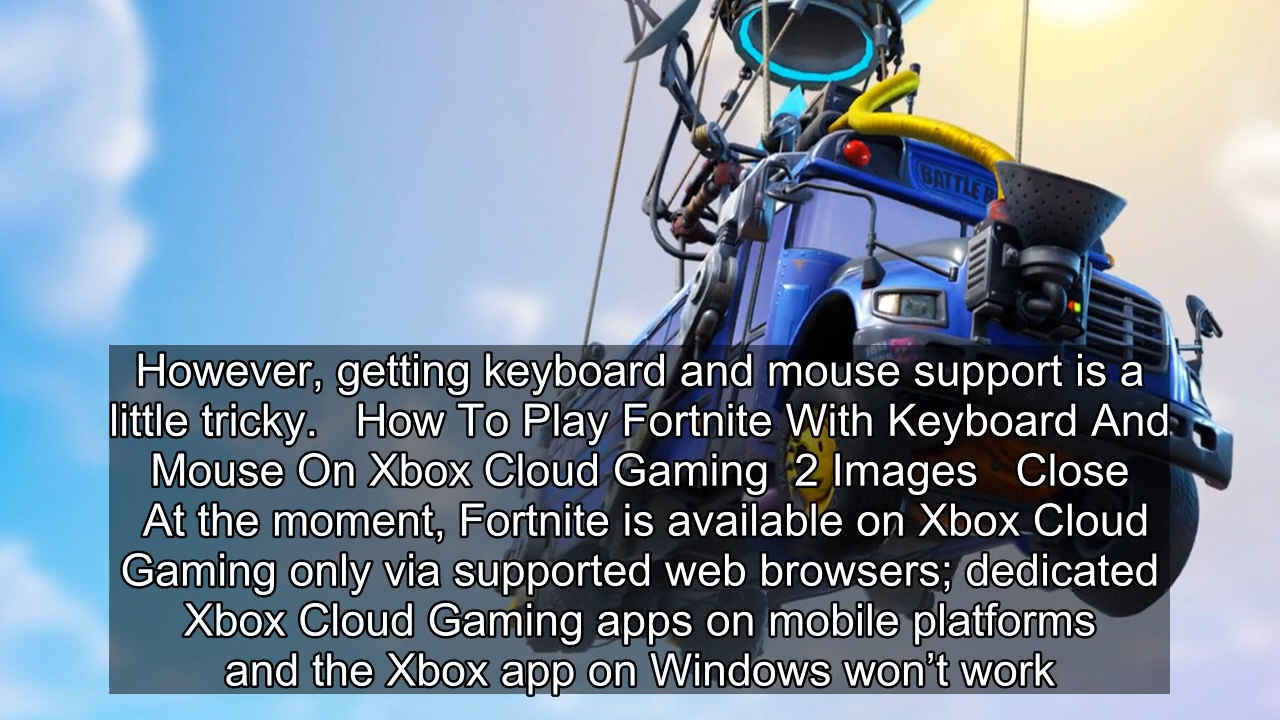 BATTLE B
However, getting keyboard and mouse support is a
little tricky.   How To Play Fortnite With Keyboard And
Mouse On Xbox Cloud Gaming  2 Images   Close
At the moment, Fortnite is available on Xbox Cloud
Gaming only via supported web browsers; dedicated
Xbox Cloud Gaming apps on mobile platforms
and the Xbox app on Windows won’t work